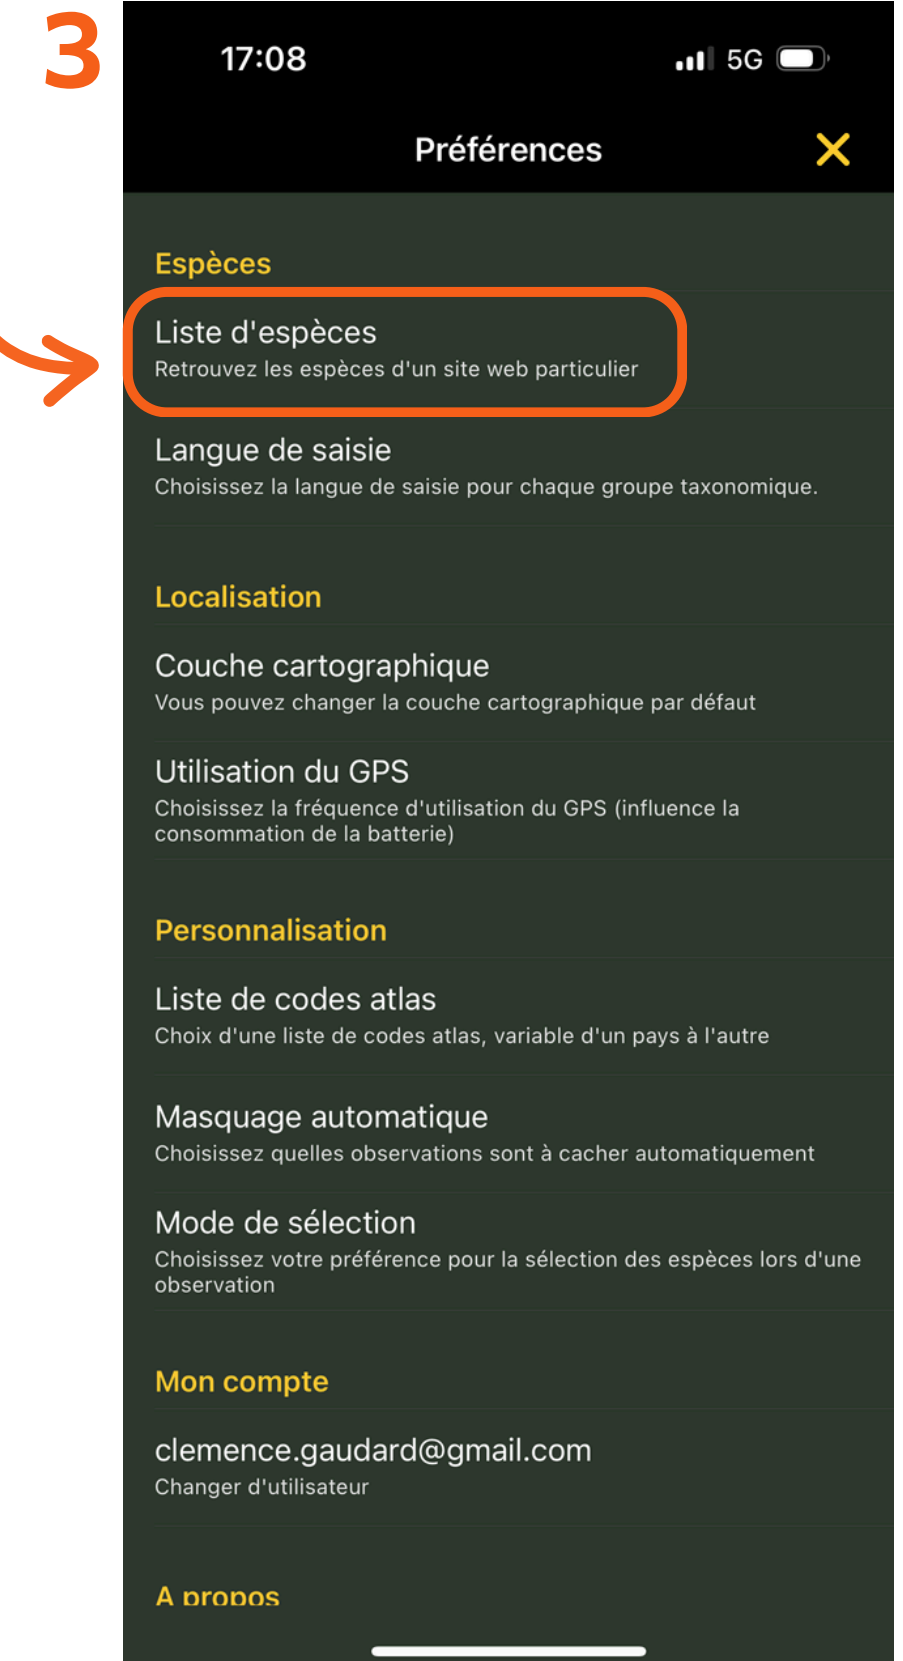 3
17:08
5G
Préférences
Espèces
Liste d'espèces
Retrouvez les espèces d'un site web particulier
Langue de saisie
Choisissez la langue de saisie pour chaque groupe taxonomique.
Localisation
Couche cartographique
Vous pouvez changer la couche cartographique par défaut
Utilisation du GPS
Choisissez la fréquence d'utilisation du GPS (influence la
consommation de la batterie)
Personnalisation
Liste de codes atlas
Choix d'une liste de codes atlas, variable d'un pays à l'autre
Masquage automatique
Choisissez quelles observations sont à cacher automatiquement
Mode de sélection
Choisissez votre préférence pour la sélection des espèces lors d'une
observation
Mon compte
clemence.gaudard@gmail.com
Changer d'utilisateur
A propos